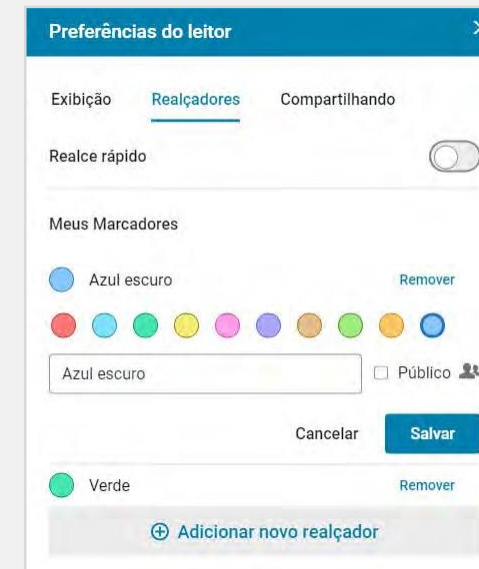 Preferências do leitor
Exibição Realçadores Compartilhando
Realce rápido
Meus Marcadores
Azul escuro Remover
Azul escuro Público
Cancelar Salvar
Verde Remover
Adicionar novo realçador